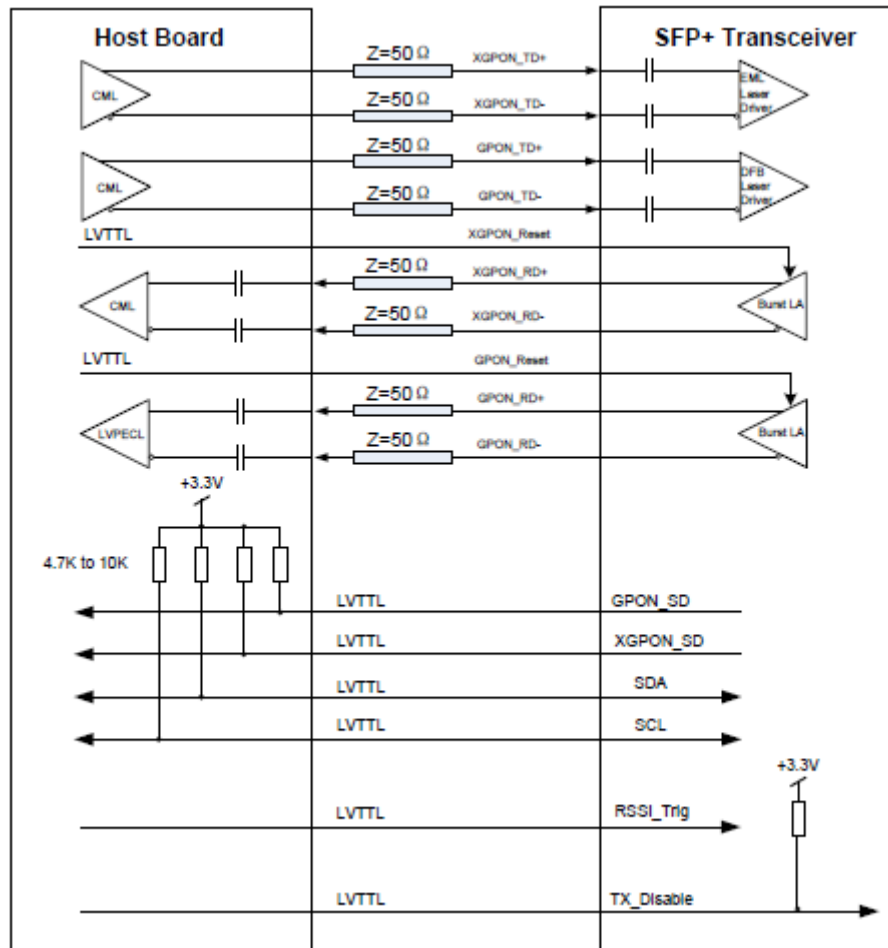 Host Board
SFP+ Transceiver
Z=50 Ω
XGPON_TD+
CML
EML
Laser
Driver
Z=50 Ω
XGPON_TD-
Z=50 Ω
GPON_TD+
CML
DFB
Laser
Driver
Z=50 Ω
GPON_TD-
LVTTL
XGPON_Reset
Z=50 Ω
XGPON_RD+
CML
Burst LA
Z=50 Ω
XGPON_RD-
LVTTL
GPON_Reset
Z=50 Ω
GPON_RD+
LVPECL
Burst LA
Z=50 Ω
GPON_RD-
+3.3V
4.7K to 10K
LVTTL
GPON_SD
LVTTL
XGPON_SD
LVTTL
SDA
LVTTL
SCL
+3.3V
LVTTL
RSSI_Trig
LVTTL
TX_Disable